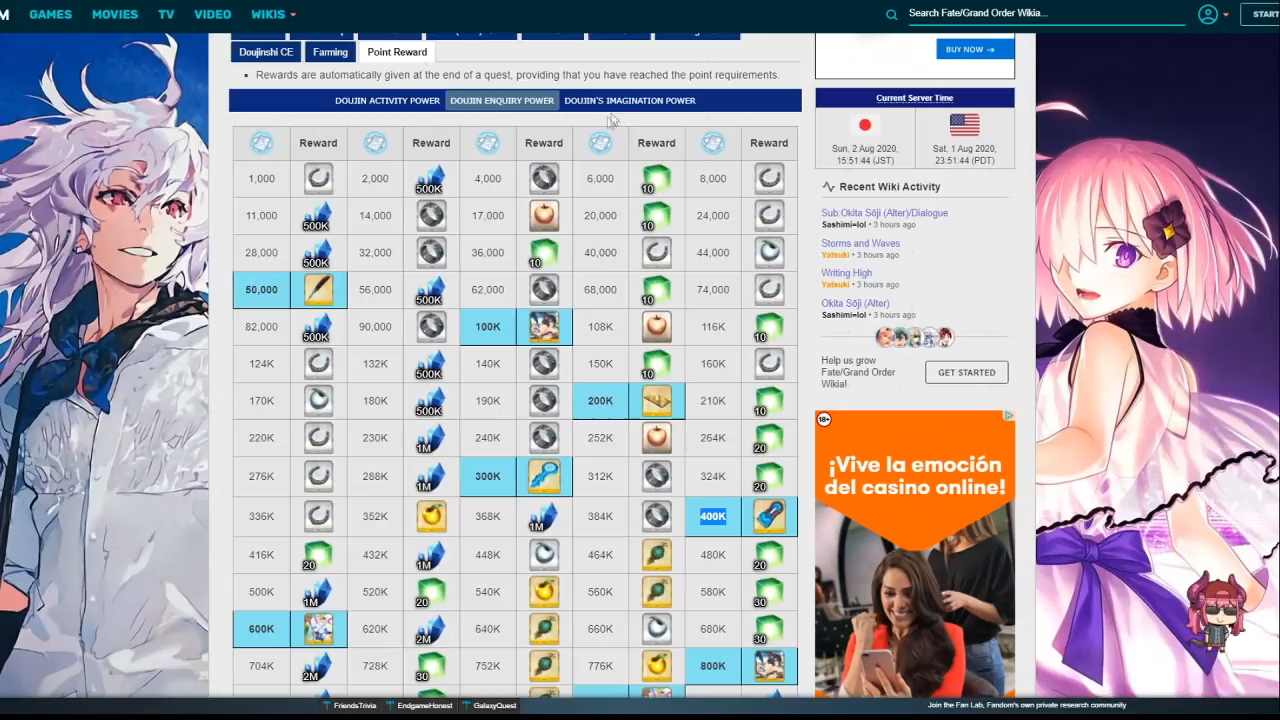 M GAMES MOVIES TV VIDEO WIKIS Search Fate/Grand Order Wikia... START
Doujinshi CE Farming Point Reward
Rewards are automatically given at the end of a quest, providing that you have reached the point requirements.
DOUJIN ACTIVITY POWER DOUJIN ENQUIRY POWER DOUJIN'S IMAGINATION POWER
Reward Reward Reward Reward Reward
1,000 2,000 500K 4,000 6,000 10 8,000
11,000 500K 14,000 17,000 20,000 10 24,000
28,000 500K 32,000 36,000 10 40,000 44,000
50,000 56,000 500K 62,000 68,000 10 74,000
82,000 500K 90,000 100K 108K 116K 10
124K 132K 500K 140K 150K 10 160K
170K 180K 500K 190K 200K 210K 10
220K 230K 1M 240K 252K 264K 20
276K 288K 1M 300K 312K 324K 20
336K 352K 368K 1M 384K 400K
416K 20 432K 448K 464K 480K 20
500K 1M 520K 20 540K 560K 580K 30
600K 620K 2M 640K 660K 680K 30
704K 2M 728K 30 752K 776K 800K
BUY NOW →
Current Server Time
Sun, 2 Aug 2020,
15:51:44 (JST)
Sat, 1 Aug 2020,
23:51:44 (PDT)
Recent Wiki Activity
Sub:Okita Sōji (Alter)/Dialogue
Sashimi=lol • 3 hours ago
Storms and Waves
Yatsuki • 3 hours ago
Writing High
Yatsuki • 3 hours ago
Okita Sōji (Alter)
Sashimi=lol • 3 hours ago
Help us grow
Fate/Grand Order
Wikia!
GET STARTED
18+
¡Vive la emoción
del casino online!
FriendsTrivia EndgameHonest GalaxyQuest Join the Fan Lab, Fandom's own private research community